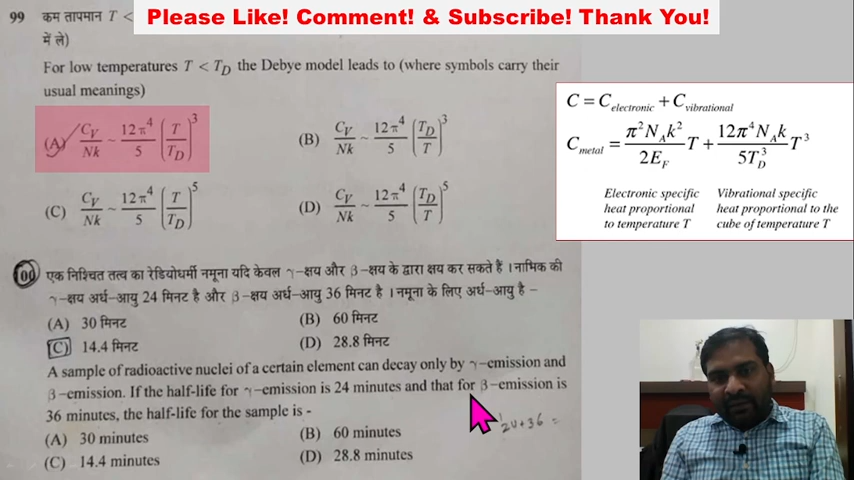 Please Like! Comment! & Subscribe! Thank You!
99 कम तापमान T <
में ले)
For low temperatures T < T_D the Debye model leads to (where symbols carry their
usual meanings)
(A) C_V/Nk ~ 12π⁴/5 (T/T_D)³
(B) C_V/Nk ~ 12π⁴/5 (T_D/T)³
(C) C_V/Nk ~ 12π⁴/5 (T/T_D)⁵
(D) C_V/Nk ~ 12π⁴/5 (T_D/T)⁵
C = C_electronic + C_vibrational
C_metal = π²N_Ak²/2E_F T + 12π⁴N_Ak/5T_D³ T³
Electronic specific
heat proportional
to temperature T
Vibrational specific
heat proportional to the
cube of temperature T
100 एक निश्चित तत्व का रेडियोधर्मी नमूना यदि केवल γ–क्षय और β–क्षय के द्वारा क्षय कर सकते हैं। नाभिक की
γ–क्षय अर्ध–आयु 24 मिनट है और β–क्षय अर्ध–आयु 36 मिनट है। नमूना के लिए अर्ध–आयु है –
(A) 30 मिनट
(B) 60 मिनट
(C) 14.4 मिनट
(D) 28.8 मिनट
A sample of radioactive nuclei of a certain element can decay only by γ–emission and
β–emission. If the half–life for γ–emission is 24 minutes and that for β–emission is
36 minutes, the half–life for the sample is -
24+36 =
(A) 30 minutes
(B) 60 minutes
(C) 14.4 minutes
(D) 28.8 minutes